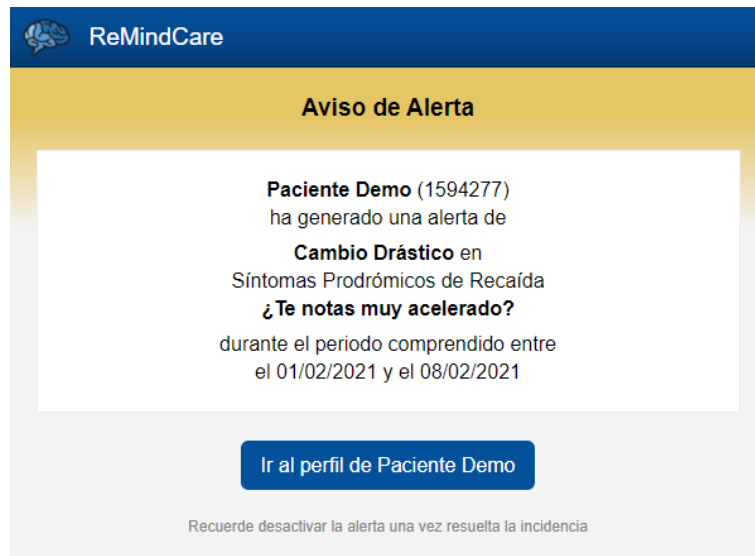 ReMindCare
Aviso de Alerta
Paciente Demo (1594277)
ha generado una alerta de
Cambio Drástico en
Síntomas Prodrómicos de Recaída
¿Te notas muy acelerado?
durante el periodo comprendido entre
el 01/02/2021 y el 08/02/2021
Ir al perfil de Paciente Demo
Recuerde desactivar la alerta una vez resuelta la incidencia